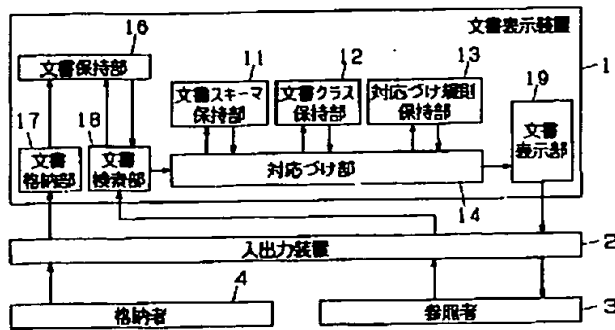 文書表示装置
16
文書保持部
11
文書スキーマ
保持部
12
文書クラス
保持部
13
対応づけ規則
保持部
1
19
文書
表示部
17
文書
格納部
18
文書
検索部
対応づけ部
14
入出力装置
2
4
格納者
参照者
3